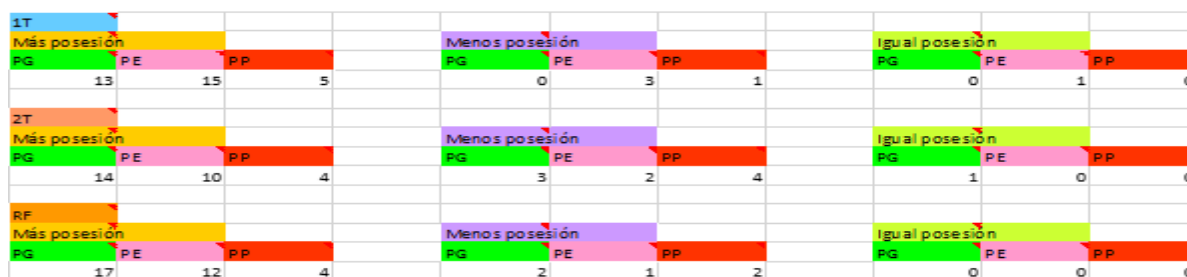 1T
Más posesión Menos posesión Igual posesión
PG PE PP PG PE PP PG PE PP
13 15 5 0 3 1 0 1 0
2T
Más posesión Menos posesión Igual posesión
PG PE PP PG PE PP PG PE PP
14 10 4 3 2 4 1 0 0
RF
Más posesión Menos posesión Igual posesión
PG PE PP PG PE PP PG PE PP
17 12 4 2 1 2 0 0 0